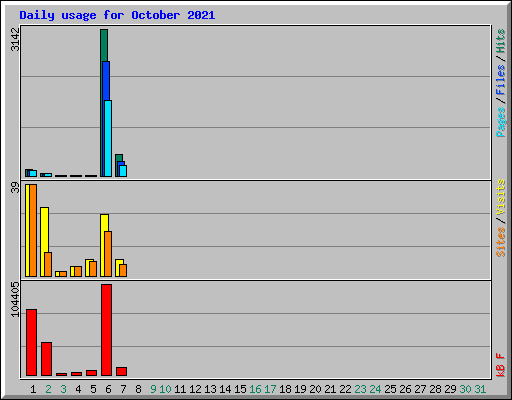 Daily usage for October 2021
3142
39
104405
Pages / Files / Hits
Sites / Visits
kB F
1 2 3 4 5 6 7 8 9 10 11 12 13 14 15 16 17 18 19 20 21 22 23 24 25 26 27 28 29 30 31